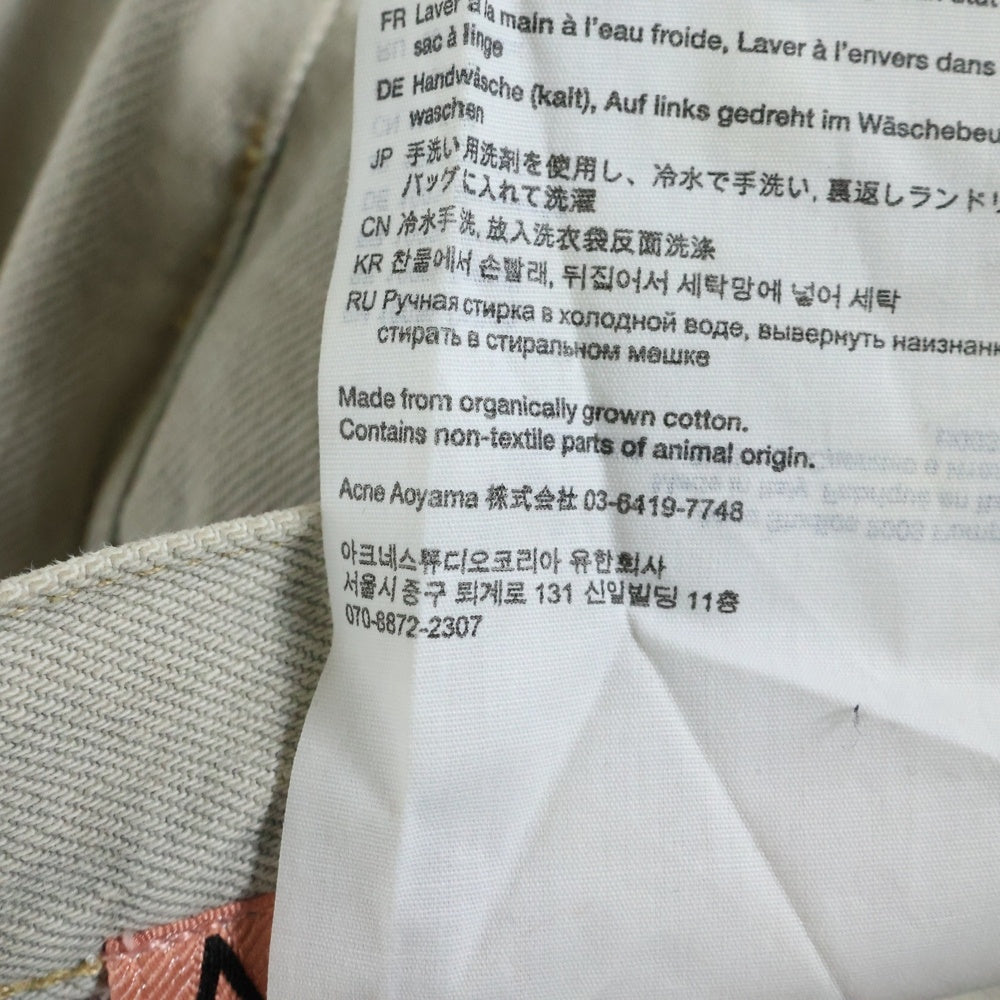 FR Laver à la main à l'eau froide, Laver à l'envers dans
sac à linge
DE Handwäsche (kalt), Auf links gedreht im
waschen
JP 手洗い用洗剤を使用し、冷水で手洗い, 裏返しランド
バッグに入れて洗濯
CN 冷水手洗, 放入洗衣袋反面洗涤
KR 찬물에서 손빨래, 뒤집어서 세탁망에 넣어 세탁
RU Ручная стирка в холодной воде, вывернуть
стирать в стиральном мешке
Made from organically grown cotton.
Contains non-textile parts of animal origin.
Acne Aoyama 株式会社 03-6419-7748
아크네스튜디오코리아 유한회사
서울시 중구 퇴계로 131 신일빌딩 11층
070-8872-2307